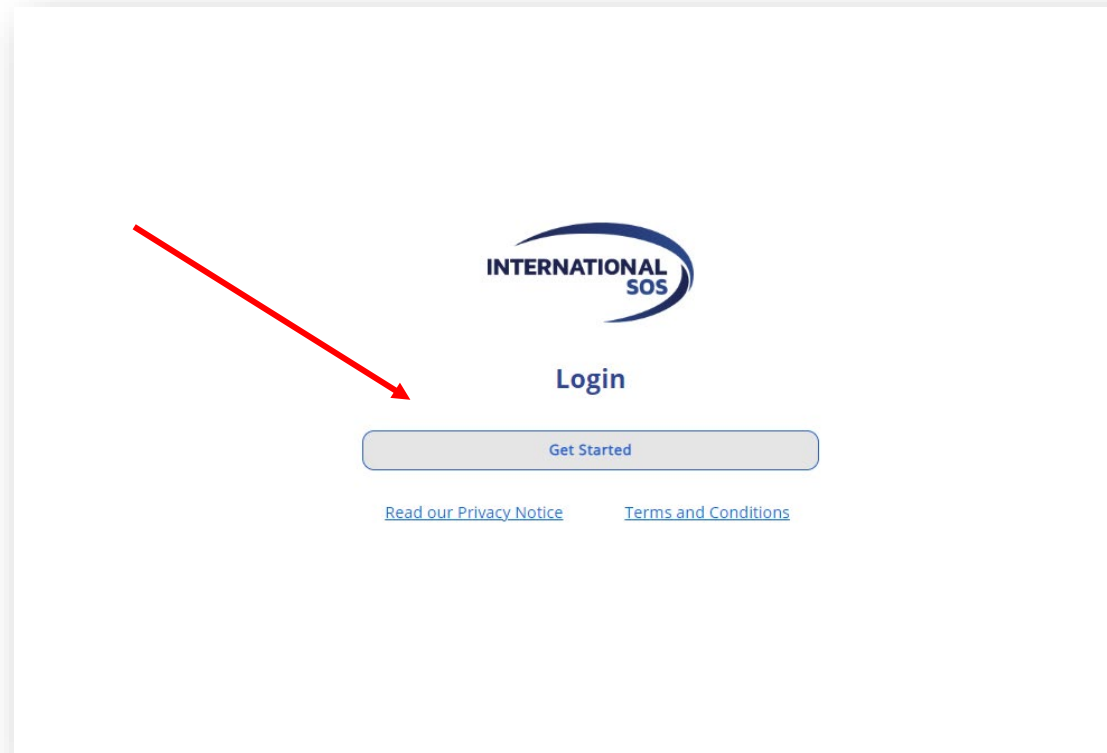 INTERNATIONAL
SOS
Login
Get Started
Read our Privacy Notice Terms and Conditions